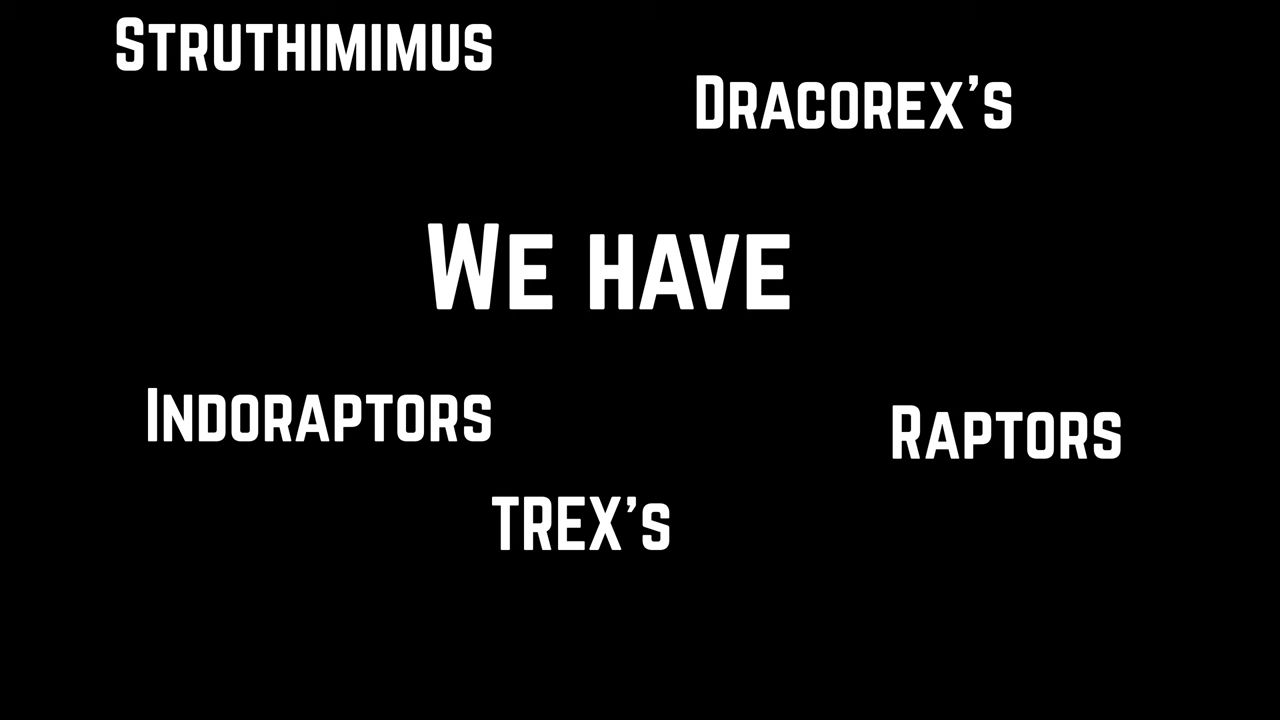 Struthimimus
Dracorex's
We have
Indoraptors
Raptors
TREX's